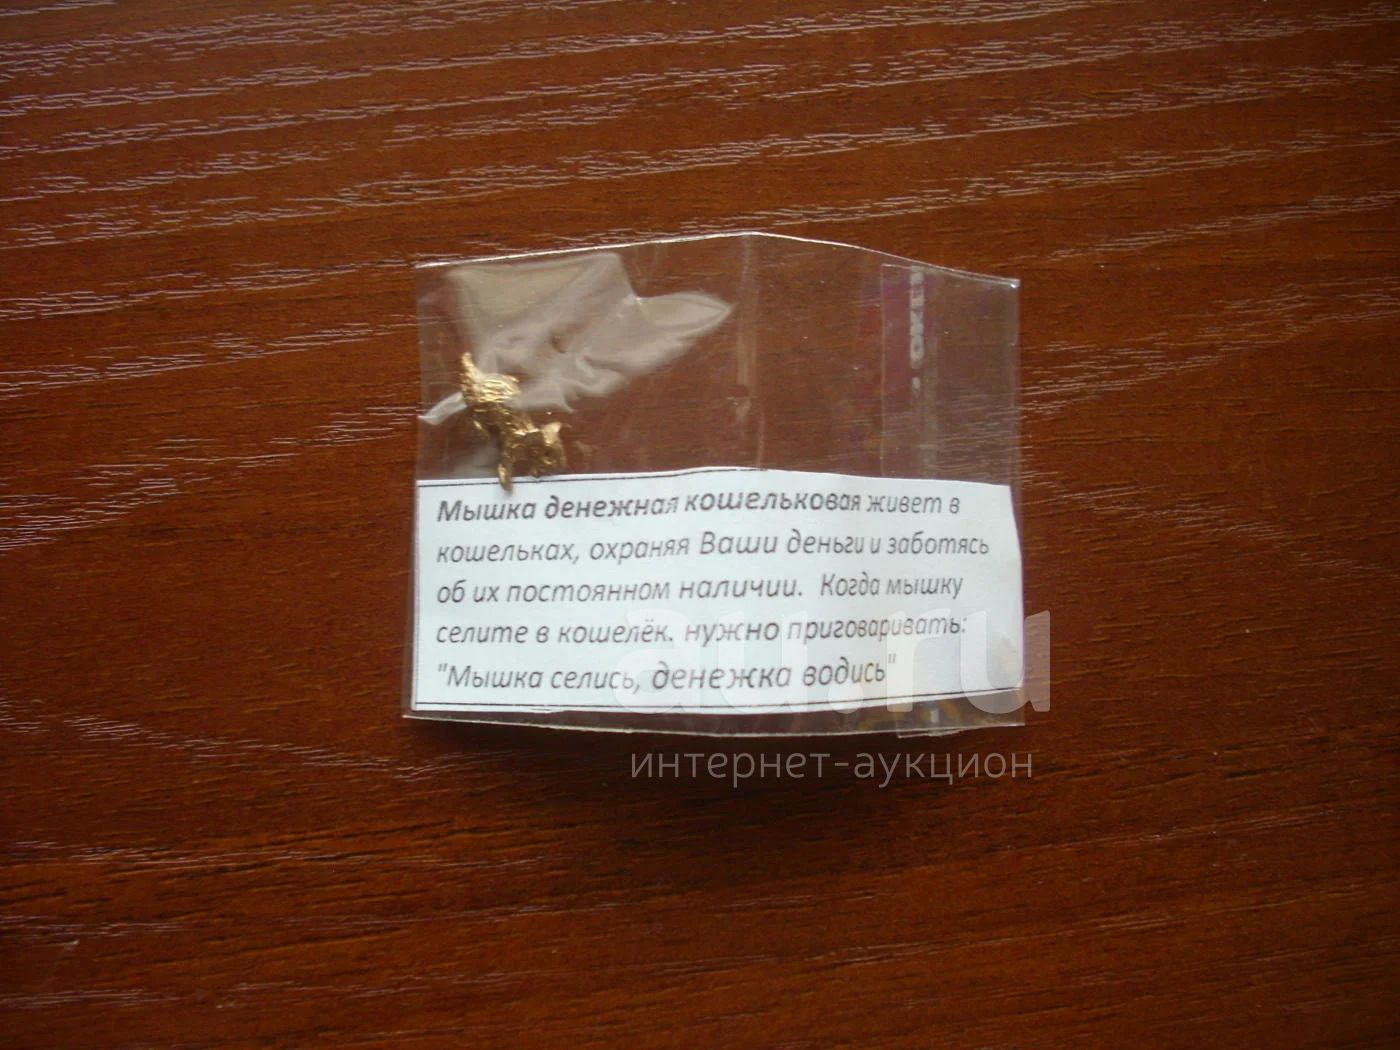 Мышка денежная кошельковая живет в
кошельках, охраняя Ваши деньги и заботясь
об их постоянном наличии. Когда мышку
селите в кошелёк. нужно приговаривать:
"Мышка селись, денежка водись"
au.ru
интернет-аукцион